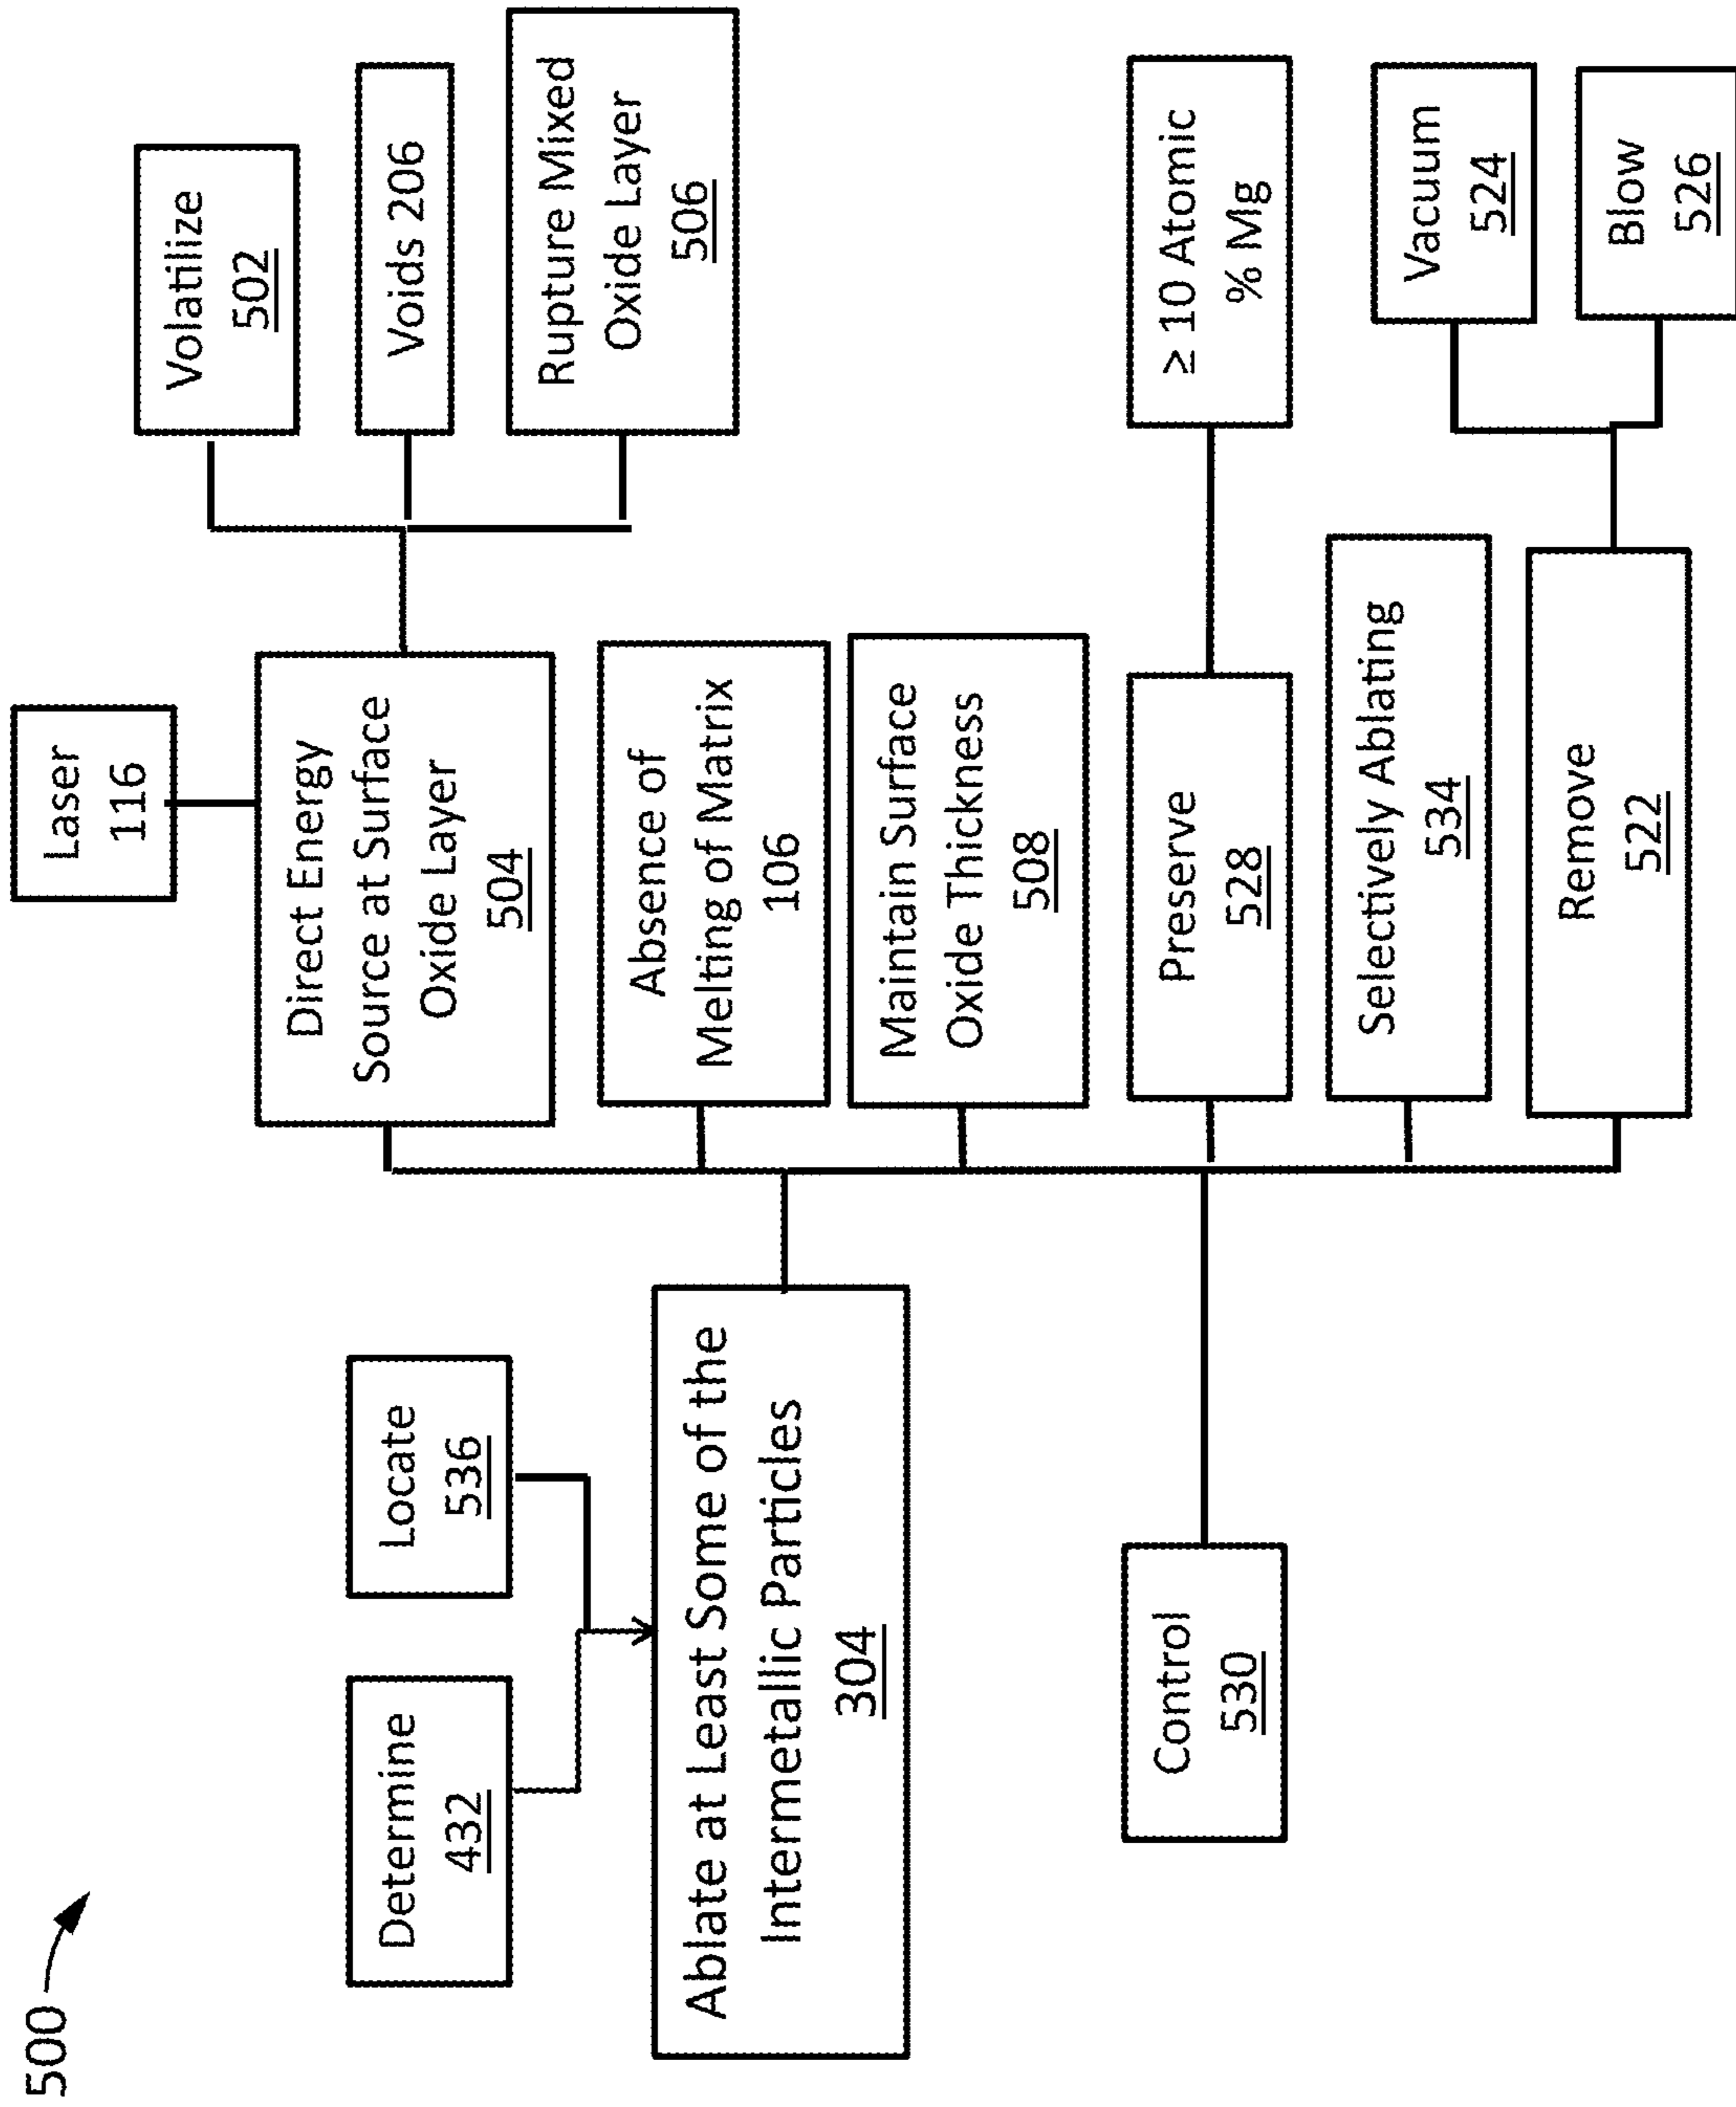 500
Laser
116
Determine
432
Locate
536
Direct Energy
Source at Surface
Oxide Layer
504
Volatilize
502
Voids 206
Rupture Mixed
Oxide Layer
506
Ablate at Least Some of the
Intermetallic Particles
304
Absence of
Melting of Matrix
106
Maintain Surface
Oxide Thickness
508
Control
530
Preserve
528
≥ 10 Atomic
% Mg
Selectively Ablating
534
Remove
522
Vacuum
524
Blow
526